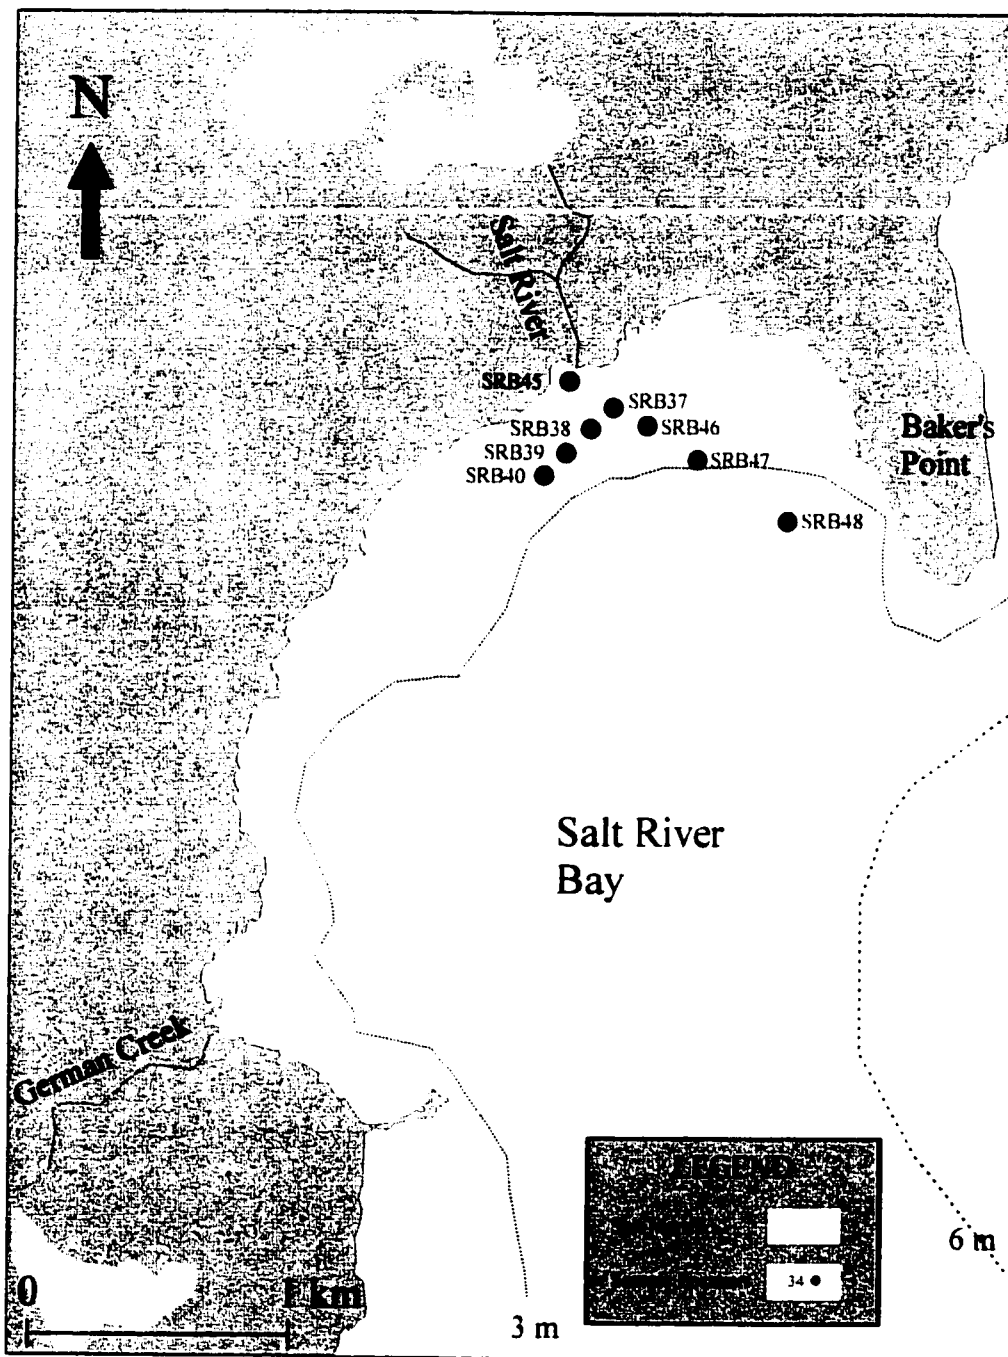 N
Salt River
SRB45
SRB37
SRB38
SRB46
SRB39
SRB47
SRB40
Baker's
Point
SRB48
Salt River
Bay
German Creek
LEGEND
34
6 m
0
1 km
3 m